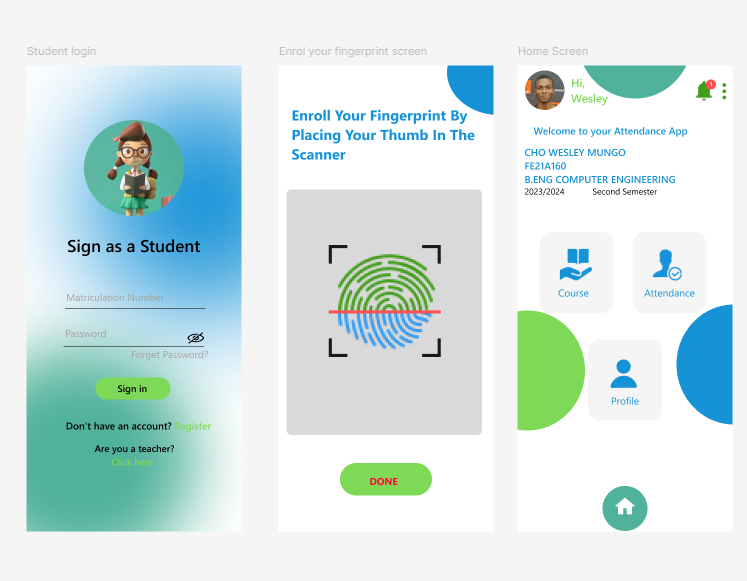 Student login
Enrol your fingerprint screen
Home Screen
Sign as a Student
Matriculation Number
Password
Forget Password?
Sign in
Don't have an account? Register
Are you a teacher?
Click here
Enroll Your Fingerprint By
Placing Your Thumb In The
Scanner
DONE
Hi,
Wesley
1
Welcome to your Attendance App
CHO WESLEY MUNGO
FE21A160
B.ENG COMPUTER ENGINEERING
2023/2024 Second Semester
Course
Attendance
Profile